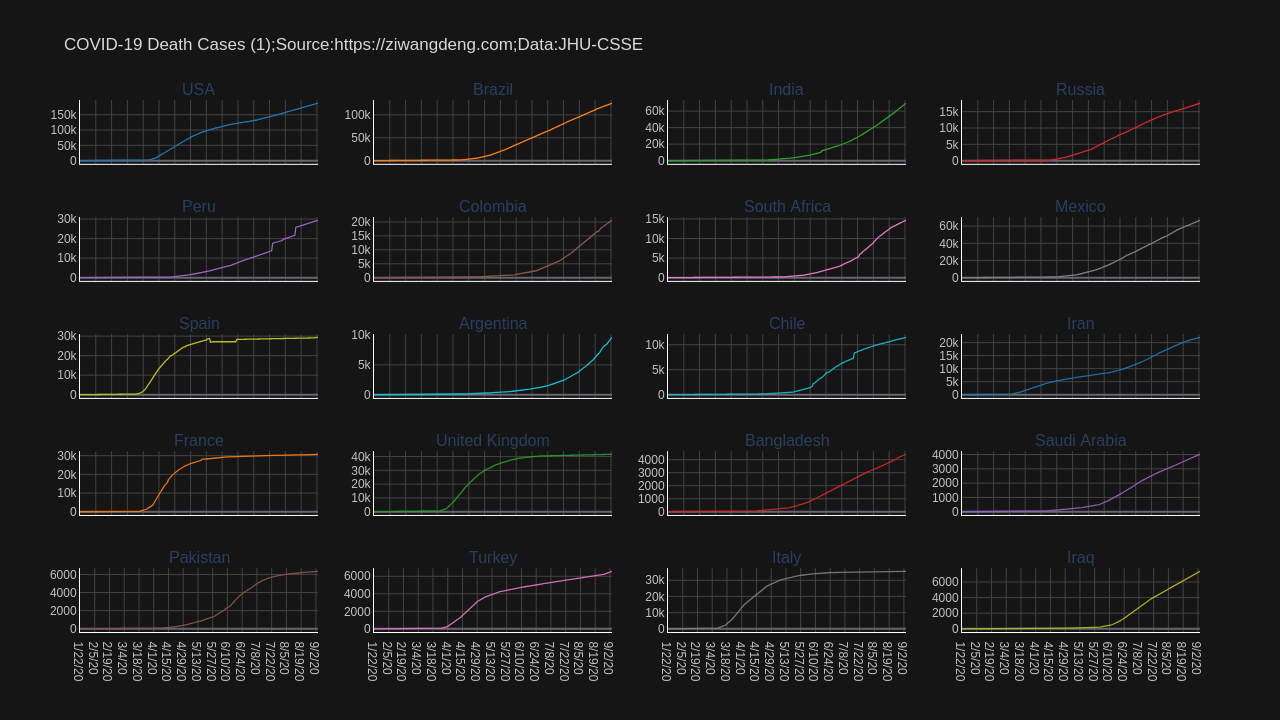 COVID-19 Death Cases (1);Source:https://ziwangdeng.com;Data:JHU-CSSE
USA
Brazil
India
Russia
150k
100k
50k
0
100k
50k
0
60k
40k
20k
0
15k
10k
5k
0
Peru
Colombia
South Africa
Mexico
30k
20k
10k
0
20k
15k
10k
5k
0
15k
10k
5k
0
60k
40k
20k
0
Spain
Argentina
Chile
Iran
30k
20k
10k
0
10k
5k
0
10k
5k
0
20k
15k
10k
5k
0
France
United Kingdom
Bangladesh
Saudi Arabia
30k
20k
10k
0
40k
30k
20k
10k
0
4000
3000
2000
1000
0
4000
3000
2000
1000
0
Pakistan
Turkey
Italy
Iraq
6000
4000
2000
0
6000
4000
2000
0
30k
20k
10k
0
6000
4000
2000
0
1/22/20
2/5/20
2/19/20
3/4/20
3/18/20
4/1/20
4/15/20
4/29/20
5/13/20
5/27/20
6/10/20
6/24/20
7/8/20
7/22/20
8/5/20
8/19/20
9/2/20
1/22/20
2/5/20
2/19/20
3/4/20
3/18/20
4/1/20
4/15/20
4/29/20
5/13/20
5/27/20
6/10/20
6/24/20
7/8/20
7/22/20
8/5/20
8/19/20
9/2/20
1/22/20
2/5/20
2/19/20
3/4/20
3/18/20
4/1/20
4/15/20
4/29/20
5/13/20
5/27/20
6/10/20
6/24/20
7/8/20
7/22/20
8/5/20
8/19/20
9/2/20
1/22/20
2/5/20
2/19/20
3/4/20
3/18/20
4/1/20
4/15/20
4/29/20
5/13/20
5/27/20
6/10/20
6/24/20
7/8/20
7/22/20
8/5/20
8/19/20
9/2/20